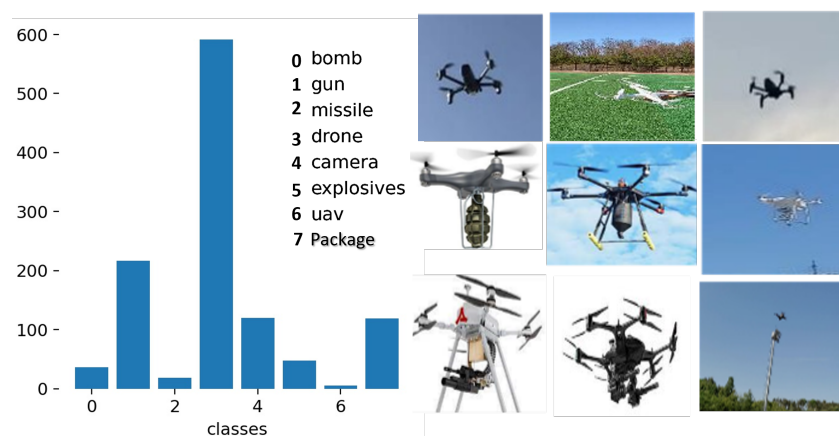 600
500
400
300
200
100
0
0 2 4 6
classes
0 bomb
1 gun
2 missile
3 drone
4 camera
5 explosives
6 uav
7 Package